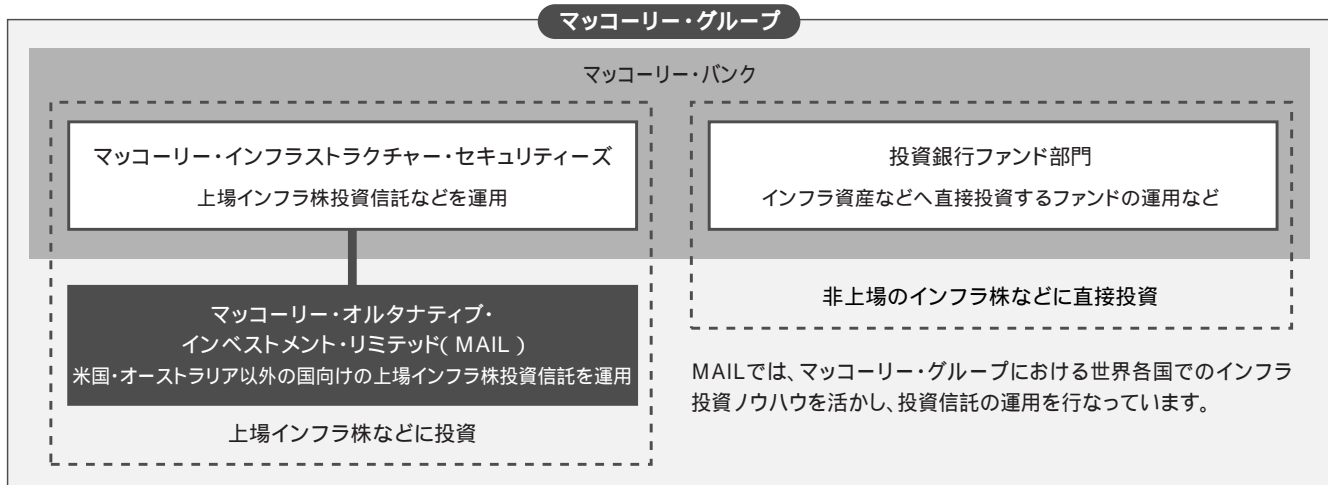 マッコーリー・グループ
マッコーリー・バンク
マッコーリー・インフラストラクチャー・セキュリティーズ
上場インフラ株投資信託などを運用
マッコーリー・オルタナティブ・
インベストメント・リミテッド( MAIL )
米国・オーストラリア以外の国向けの上場インフラ株投資信託を運用
上場インフラ株などに投資
投資銀行ファンド部門
インフラ資産などへ直接投資するファンドの運用など
非上場のインフラ株などに直接投資
MAILでは、マッコーリー・グループにおける世界各国でのインフラ
投資ノウハウを活かし、投資信託の運用を行なっています。